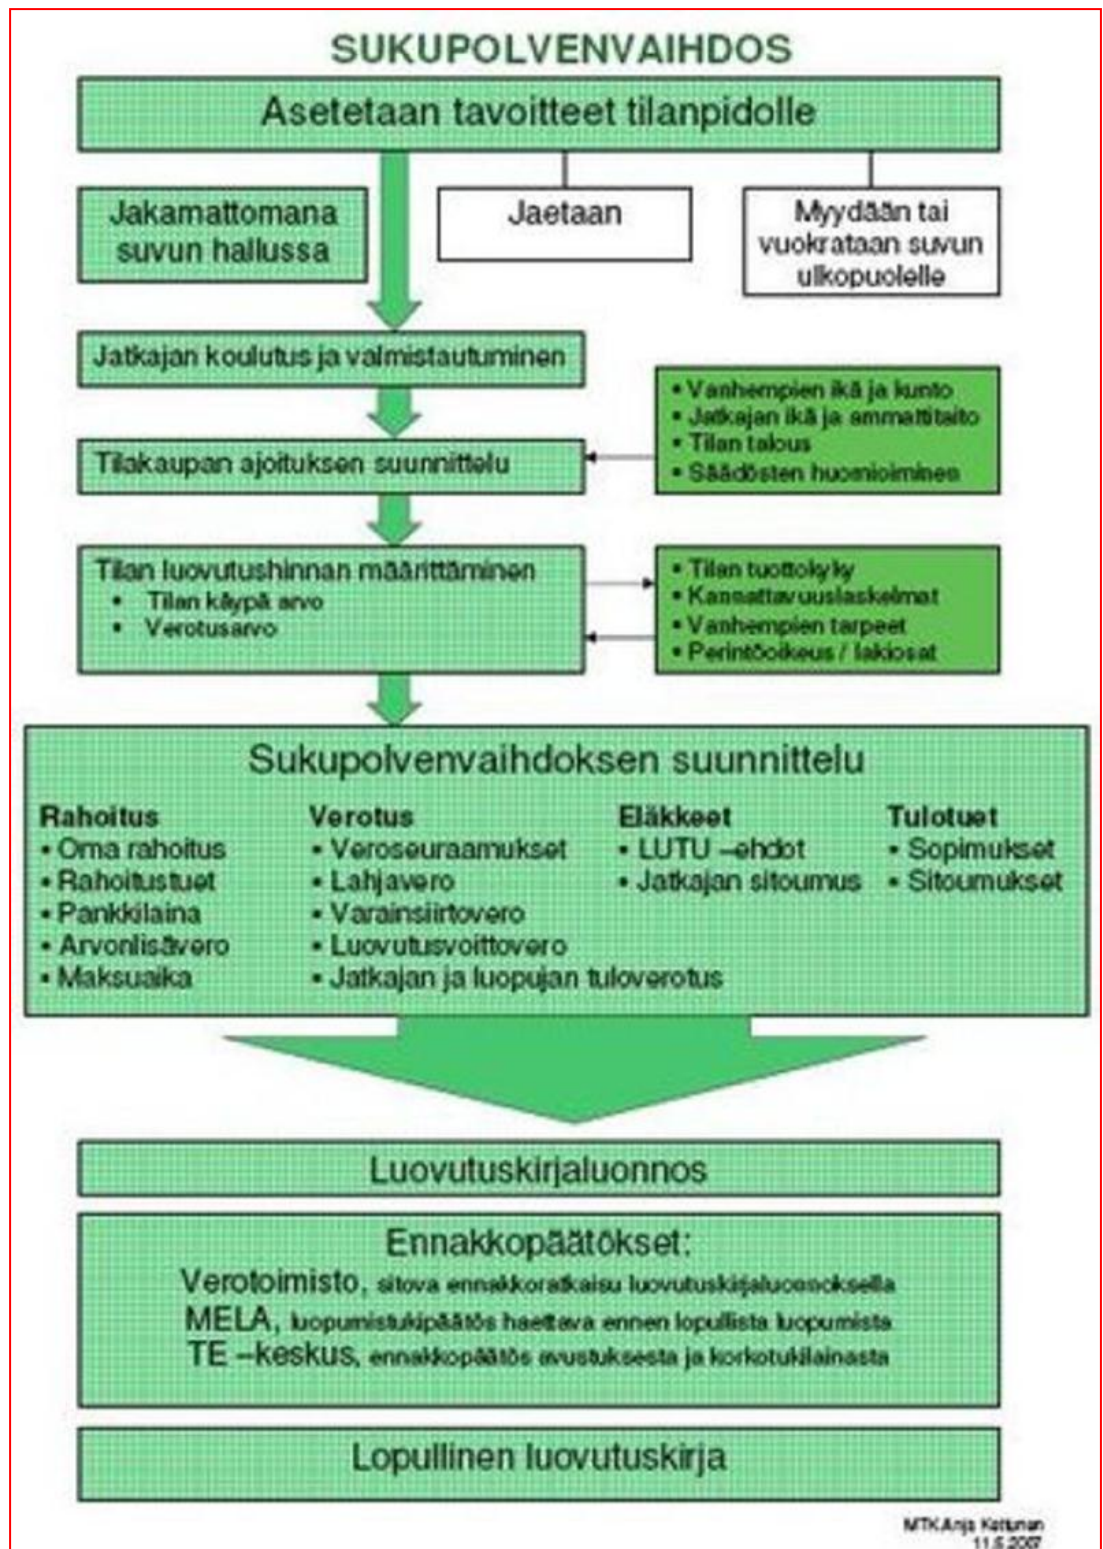 SUKUPOLVENVAIHDOS
Asetetaan tavoitteet tilanpidolle
Jakamattomana
suvun hallussa
Jaetaan
Myydään tai
vuokrataan suvun
ulkopuolelle
Jatkajan koulutus ja valmistautuminen
▪ Vanhempien ikä ja kunto
▪ Jatkajan ikä ja ammattitaito
▪ Tilan talous
▪ Säädösten huomioiminen
Tilakaupan ajoituksen suunnittelu
Tilan luovutushinnan määrittäminen
▪ Tilan käypä arvo
▪ Verotusarvo
▪ Tilan tuottokyky
▪ Kannattavuuslaskelmat
▪ Vanhempien tarpeet
▪ Perintöoikeus / lakiosat
Sukupolvenvaihdoksen suunnittelu
Rahoitus
▪ Oma rahoitus
▪ Rahoitustuet
▪ Pankkilaina
▪ Arvonlisävero
▪ Maksuaika
Verotus
▪ Veroseuraamukset
▪ Lahjavero
▪ Varainsiirtovero
▪ Luovutusvoittovero
▪ Jatkajan ja luopujan tuloverotus
Eläkkeet
▪ LUTU –ehdot
▪ Jatkajan sitoumus
Tulotuet
▪ Sopimukset
▪ Sitoumukset
Luovutuskirjaluonnos
Ennakkopäätökset:
Verotoimisto, sitova ennakkoratkaisu luovutuskirjaluonnoksella
MELA, luopumistukipäätös haettava ennen lopullista luopumista
TE –keskus, ennakkopäätös avustuksesta ja korkotukilainasta
Lopullinen luovutuskirja
MTK Anja Kettunen
11.5.2007